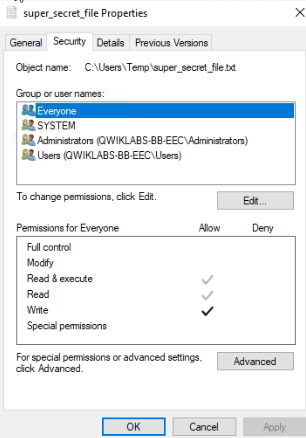 super_secret_file Properties
General Security Details Previous Versions
Object name: C:\Users\Temp\super_secret_file.txt
Group or user names:
Everyone
SYSTEM
Administrators (QWIKLABS-BB-EEC\Administrators)
Users (QWIKLABS-BB-EEC\Users)
To change permissions, click Edit.
Edit...
Permissions for Everyone Allow Deny
Full control
Modify
Read & execute
Read
Write
Special permissions
For special permissions or advanced settings,
click Advanced.
Advanced
OK Cancel Apply